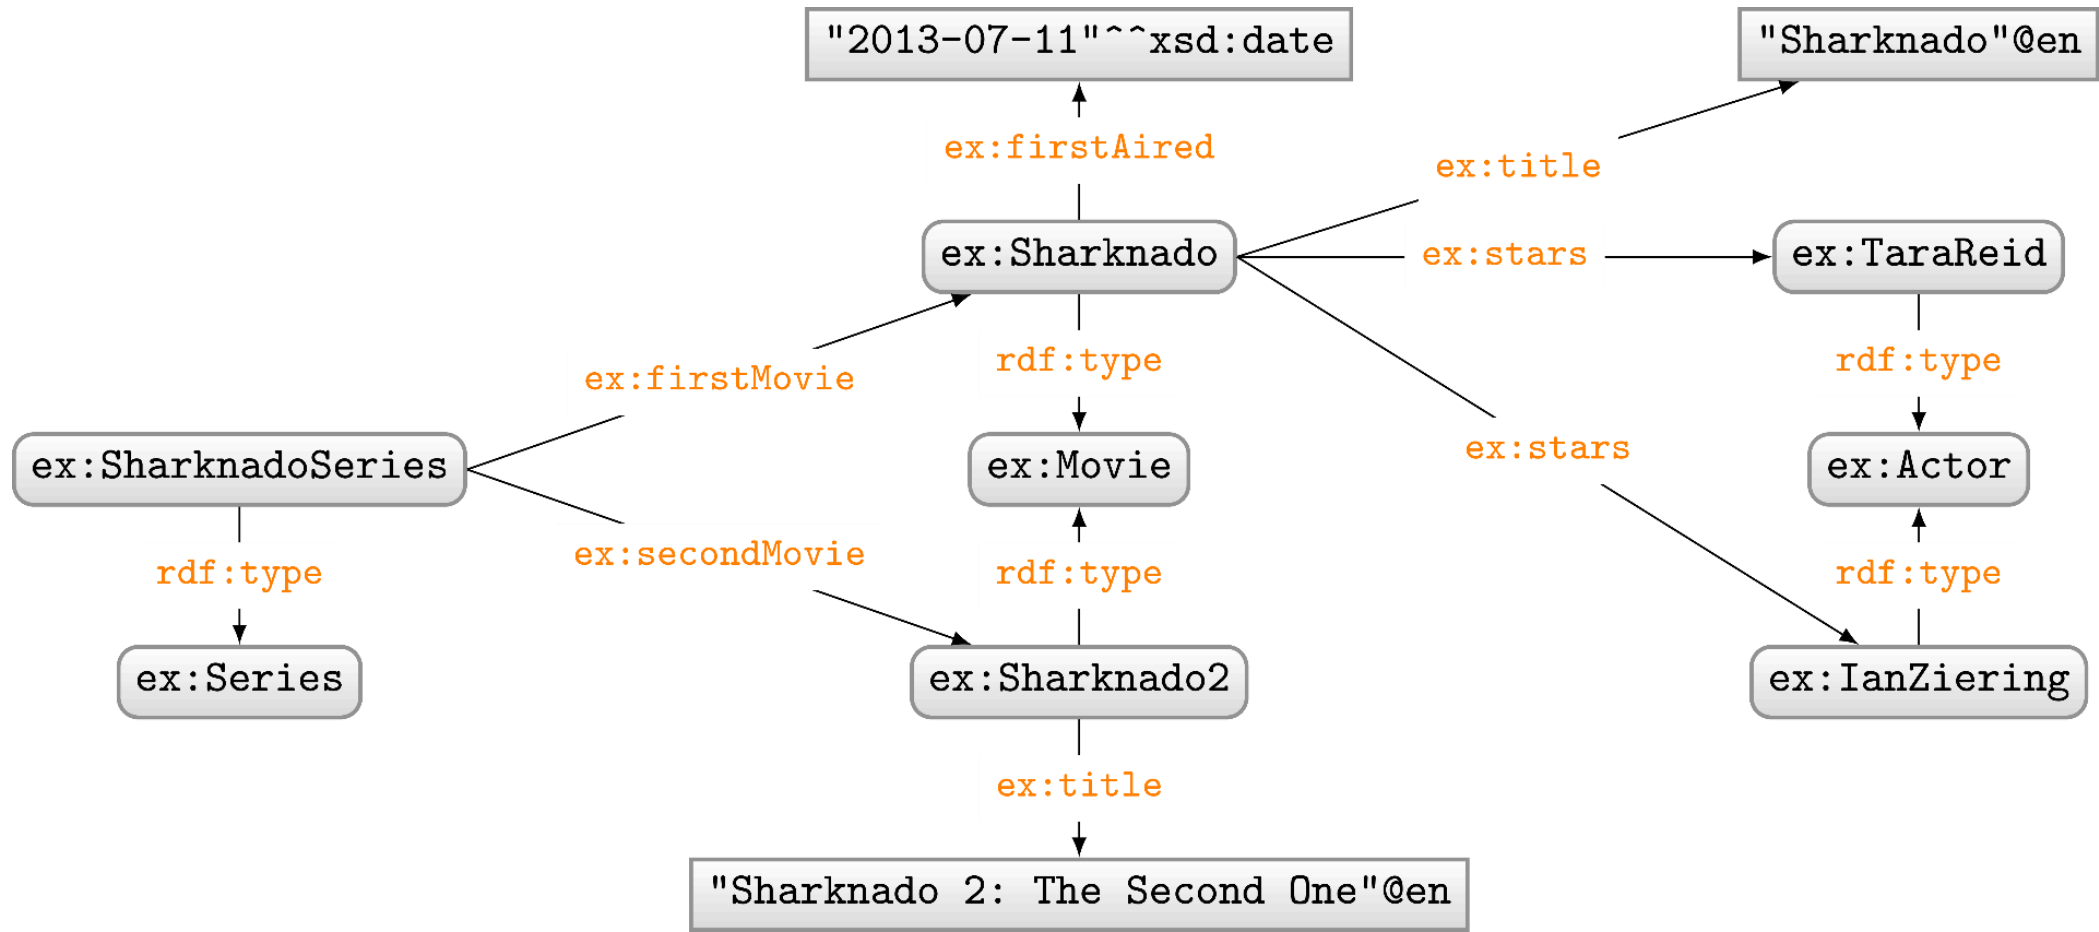 "2013-07-11"^^xsd:date
"Sharknado"@en
ex:firstAired
ex:title
ex:Sharknado
ex:stars
ex:TaraReid
ex:firstMovie
rdf:type
rdf:type
ex:SharknadoSeries
ex:Movie
ex:stars
ex:Actor
rdf:type
ex:secondMovie
rdf:type
rdf:type
ex:Series
ex:Sharknado2
ex:IanZiering
ex:title
"Sharknado 2: The Second One"@en